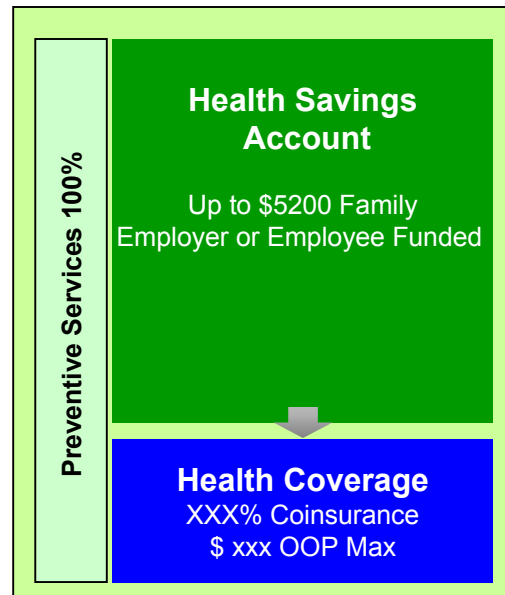 Preventive Services 100%
Health Savings
Account
Up to $5200 Family
Employer or Employee Funded
Health Coverage
XXX% Coinsurance
$ xxx OOP Max